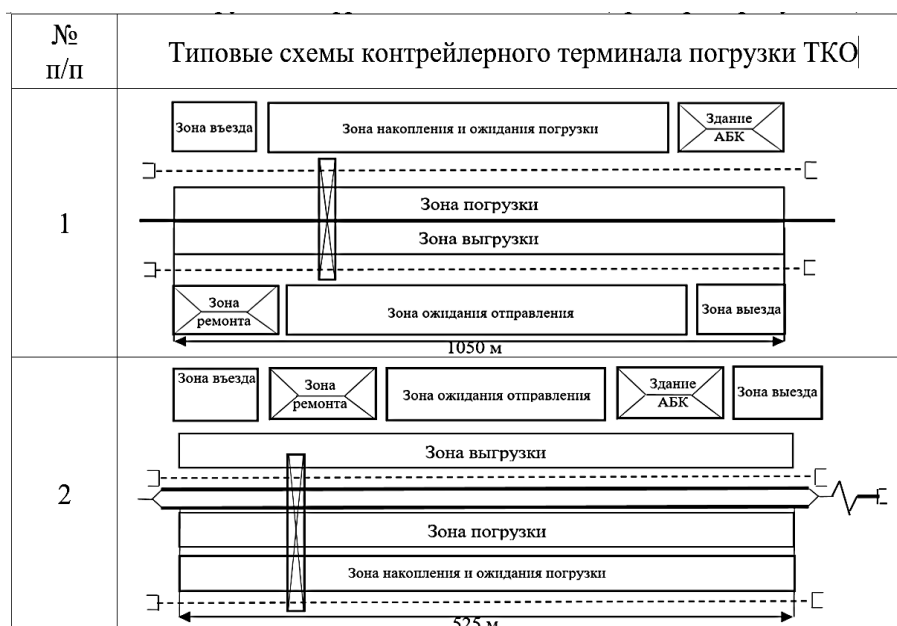 №
п/п
Типовые схемы контрейлерного терминала погрузки ТКО
1
Зона въезда
Зона накопления и ожидания погрузки
Здание
АБК
Зона погрузки
Зона выгрузки
Зона
ремонта
Зона ожидания отправления
Зона выезда
1050 м
2
Зона въезда
Зона
ремонта
Зона ожидания отправления
Здание
АБК
Зона выезда
Зона выгрузки
Зона погрузки
Зона накопления и ожидания погрузки
525 м